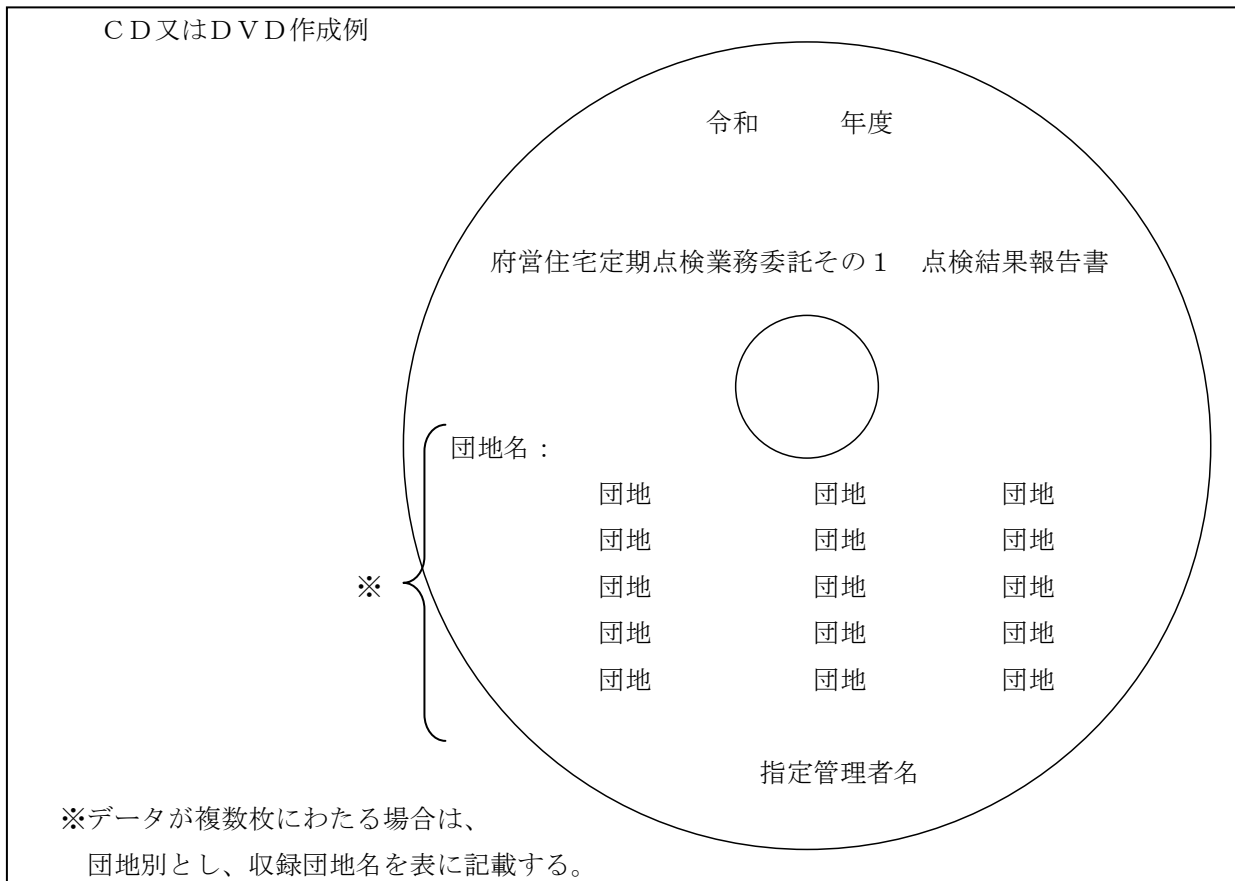 ＣＤ又はＤＶＤ作成例
令和　　　年度
府営住宅定期点検業務委託その１　点検結果報告書
団地名：
団地　団地　団地
団地　団地　団地
※　団地　団地　団地
団地　団地　団地
団地　団地　団地
指定管理者名
※データが複数枚にわたる場合は、
団地別とし、収録団地名を表に記載する。